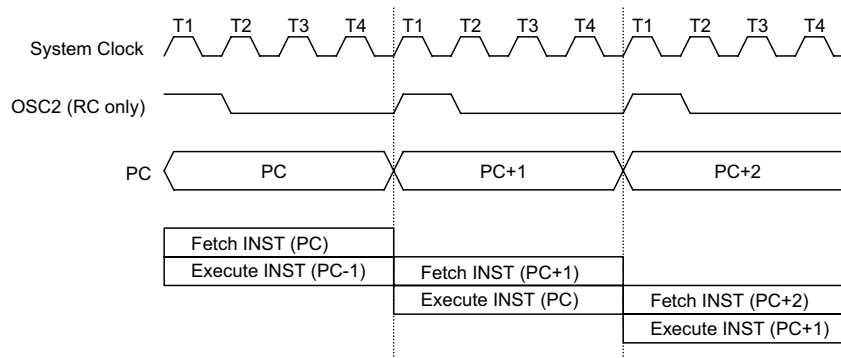 T1 T2 T3 T4 T1 T2 T3 T4 T1 T2 T3 T4
System Clock
OSC2 (RC only)
PC PC PC+1 PC+2
Fetch INST (PC)
Execute INST (PC-1) Fetch INST (PC+1)
Execute INST (PC) Fetch INST (PC+2)
Execute INST (PC+1)